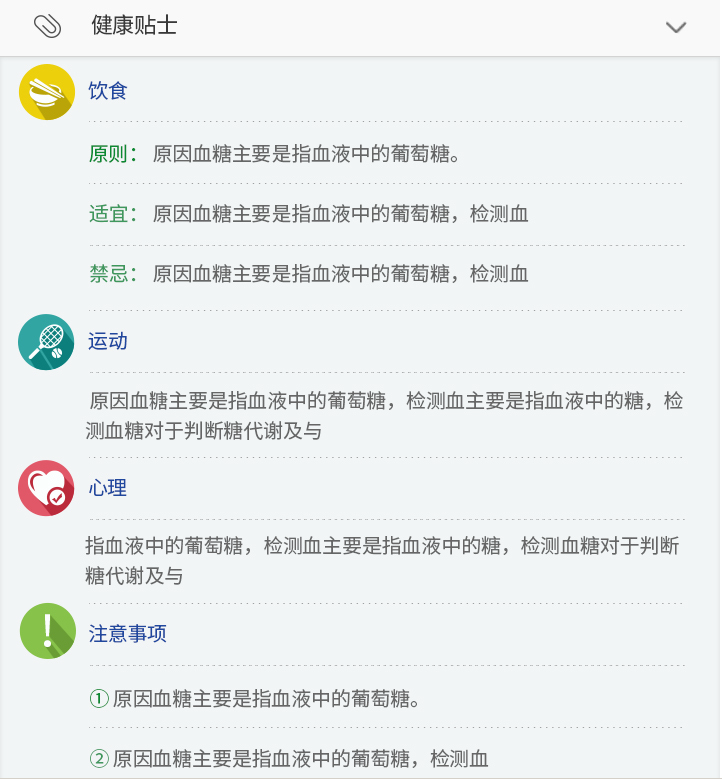 健康贴士
饮食
原则： 原因血糖主要是指血液中的葡萄糖。
适宜： 原因血糖主要是指血液中的葡萄糖，检测血
禁忌： 原因血糖主要是指血液中的葡萄糖，检测血
运动
原因血糖主要是指血液中的葡萄糖，检测血主要是指血液中的糖，检
测血糖对于判断糖代谢及与
心理
指血液中的葡萄糖，检测血主要是指血液中的糖，检测血糖对于判断
糖代谢及与
注意事项
① 原因血糖主要是指血液中的葡萄糖。
② 原因血糖主要是指血液中的葡萄糖，检测血